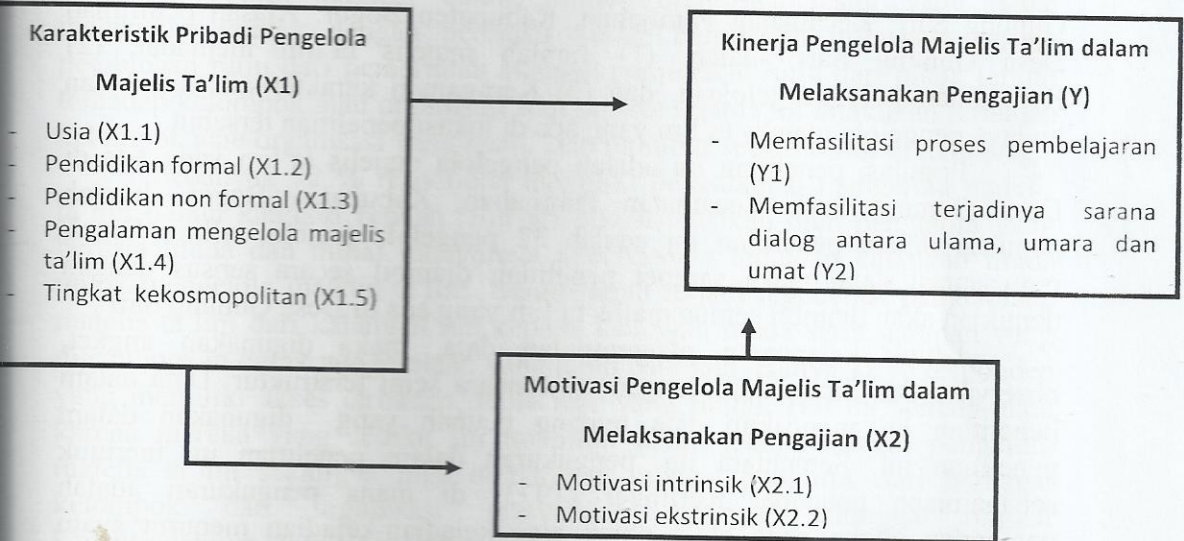 Karakteristik Pribadi Pengelola
Majelis Ta'lim (X1)
- Usia (X1.1)
- Pendidikan formal (X1.2)
- Pendidikan non formal (X1.3)
- Pengalaman mengelola majelis
ta'lim (X1.4)
- Tingkat kekosmopolitan (X1.5)
Kinerja Pengelola Majelis Ta'lim dalam
Melaksanakan Pengajian (Y)
- Memfasilitasi proses pembelajaran
(Y1)
- Memfasilitasi terjadinya sarana
dialog antara ulama, umara dan
umat (Y2)
Motivasi Pengelola Majelis Ta'lim dalam
Melaksanakan Pengajian (X2)
- Motivasi intrinsik (X2.1)
- Motivasi ekstrinsik (X2.2)